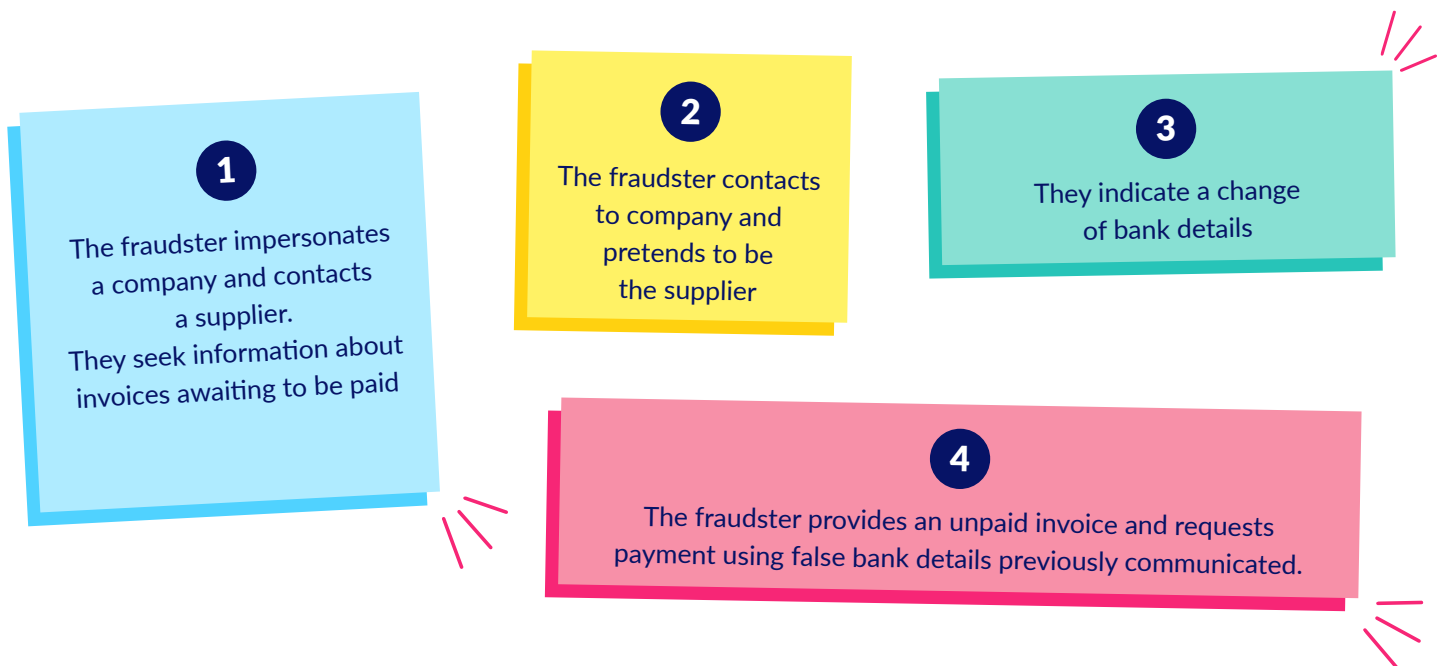 1
The fraudster impersonates
a company and contacts
a supplier.
They seek information about
invoices awaiting to be paid
2
The fraudster contacts
to company and
pretends to be
the supplier
3
They indicate a change
of bank details
4
The fraudster provides an unpaid invoice and requests
payment using false bank details previously communicated.